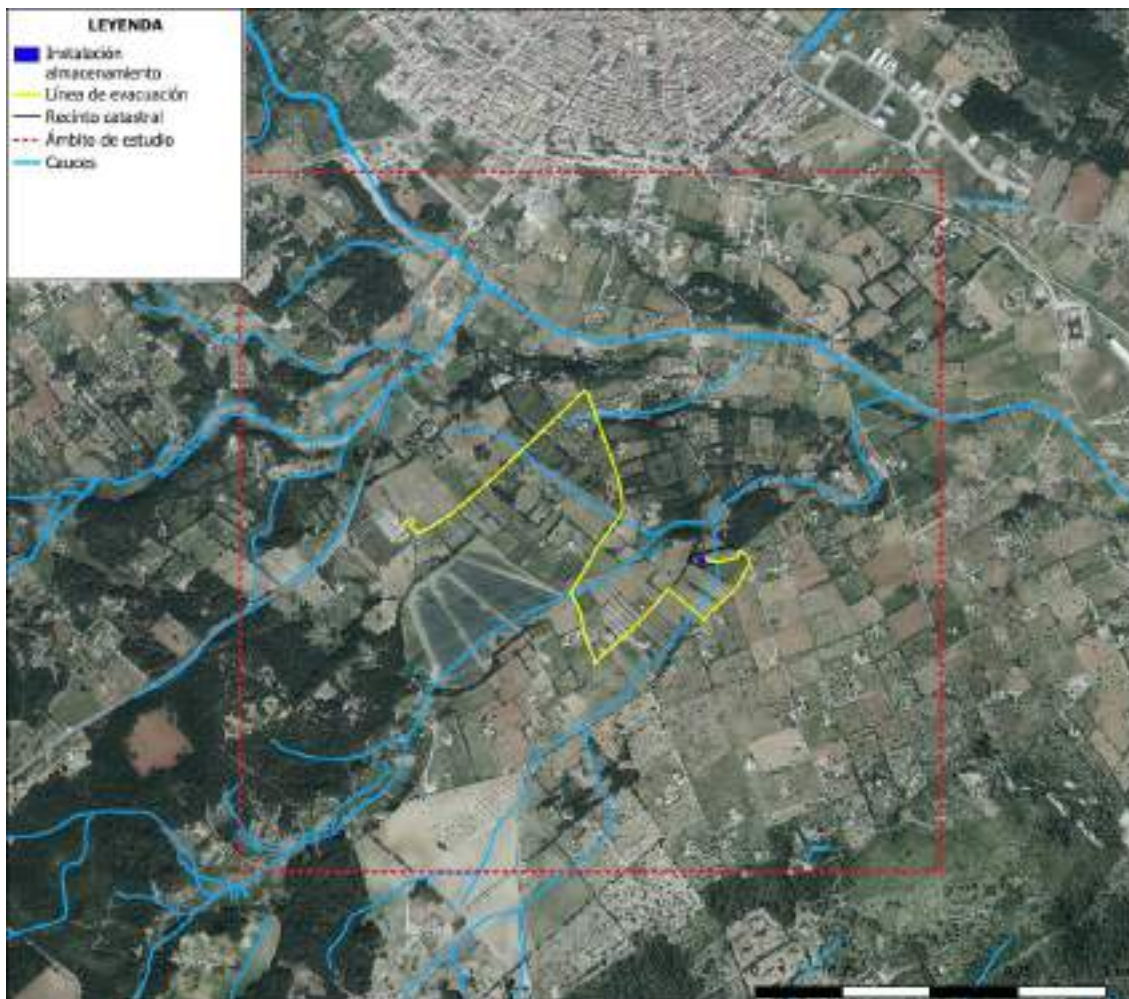 LEYENDA
Instalación
almacenamiento
Línea de evacuación
Recinto catastral
Ámbito de estudio
Cauces